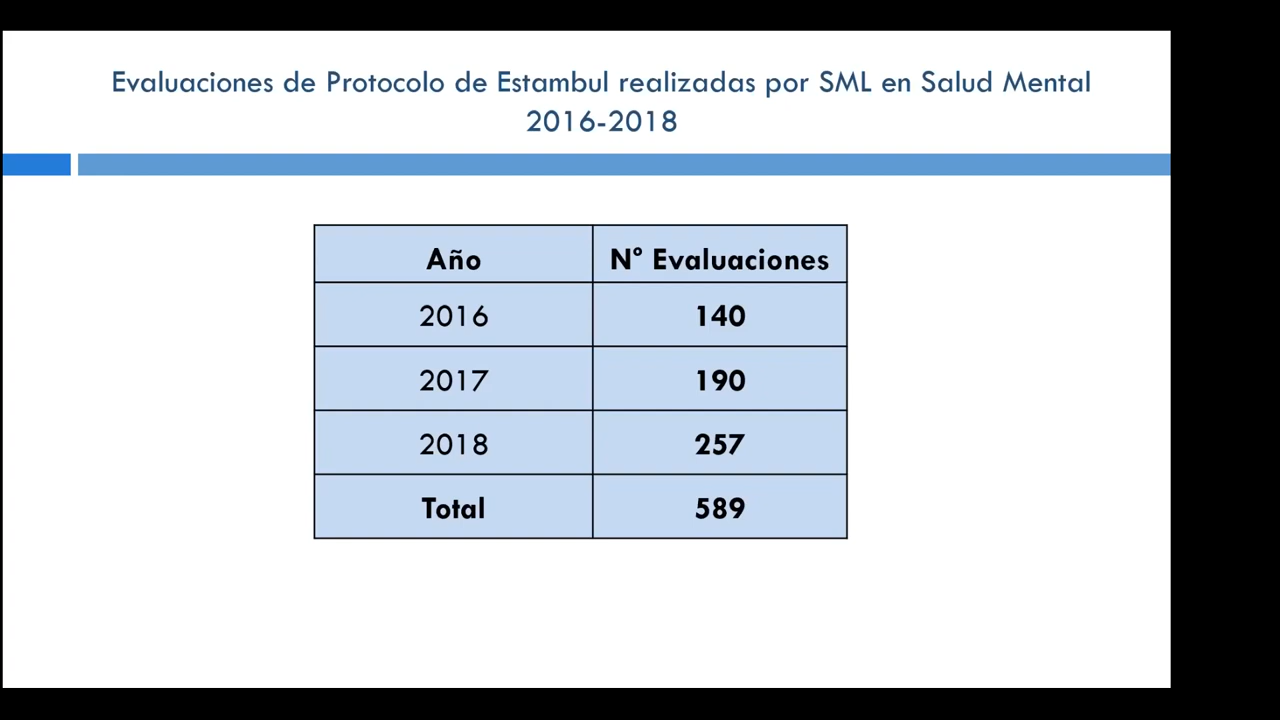 Evaluaciones de Protocolo de Estambul realizadas por SML en Salud Mental
2016-2018
Año Nº Evaluaciones
2016 140
2017 190
2018 257
Total 589